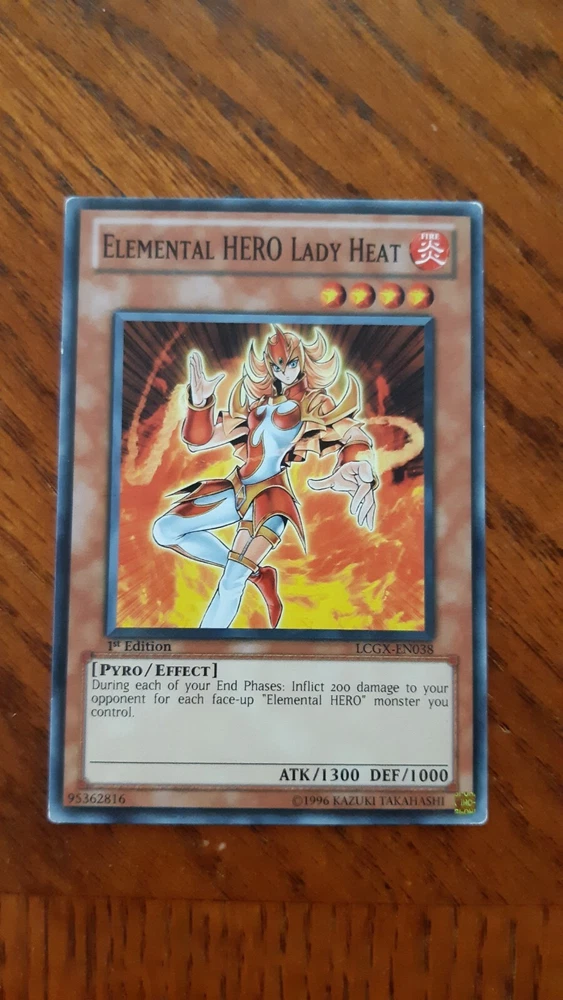 ELEMENTAL HERO LADY HEAT
FIRE
炎
1st Edition
LCGX-EN038
[PYRO/EFFECT]
During each of your End Phases: Inflict 200 damage to your
opponent for each face-up "Elemental HERO" monster you
control.
ATK/1300 DEF/1000
95362816
©1996 KAZUKI TAKAHASHI